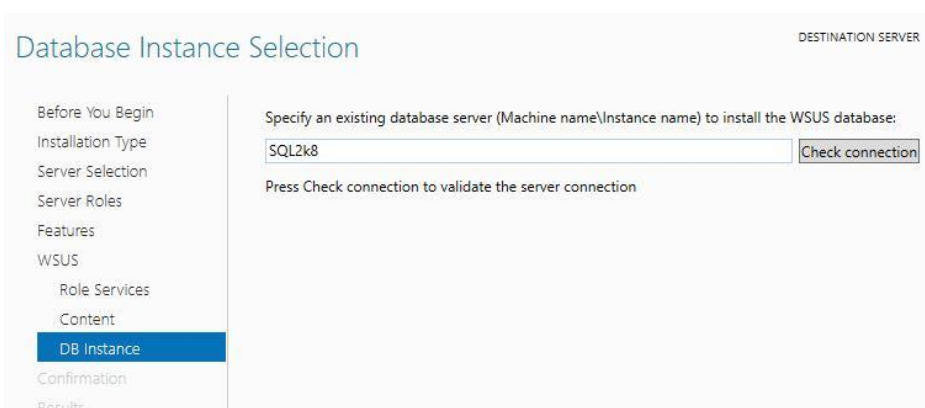 Database Instance Selection
DESTINATION SERVER
Before You Begin
Installation Type
Server Selection
Server Roles
Features
WSUS
Role Services
Content
DB Instance
Confirmation
Results
Specify an existing database server (Machine name\Instance name) to install the WSUS database:
SQL2k8
Check connection
Press Check connection to validate the server connection